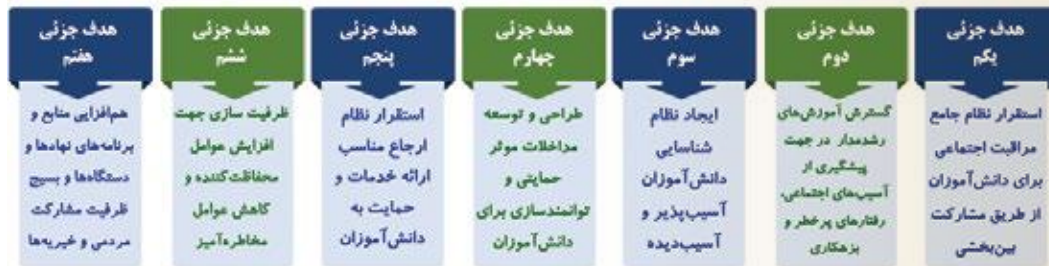 هدف جزئی
یکم
استقرار نظام جامع
مراقبت اجتماعی
برای دانش‌آموزان
از طریق مشارکت
بین‌بخشی
هدف جزئی
دوم
گسترش آموزش‌های
رشدمدار در جهت
پیشگیری از
آسیب‌های اجتماعی،
رفتارهای پرخطر و
بزهکاری
هدف جزئی
سوم
ایجاد نظام
شناسایی
دانش‌آموزان
آسیب‌پذیر و
آسیب‌دیده
هدف جزئی
چهارم
طراحی و توسعه
مداخلات موثر
حمایتی و
توانمندسازی برای
دانش‌آموزان
هدف جزئی
پنجم
استقرار نظام
ارجاع مناسب
ارائه خدمات و
حمایت به
دانش‌آموزان
هدف جزئی
ششم
ظرفیت سازی جهت
افزایش عوامل
محافظت‌کننده و
کاهش عوامل
مخاطره‌آمیز
هدف جزئی
هفتم
هم‌افزایی منابع و
برنامه‌های نهادها و
دستگاه‌ها و بسیج
ظرفیت مشارکت
مردمی و خیریه‌ها